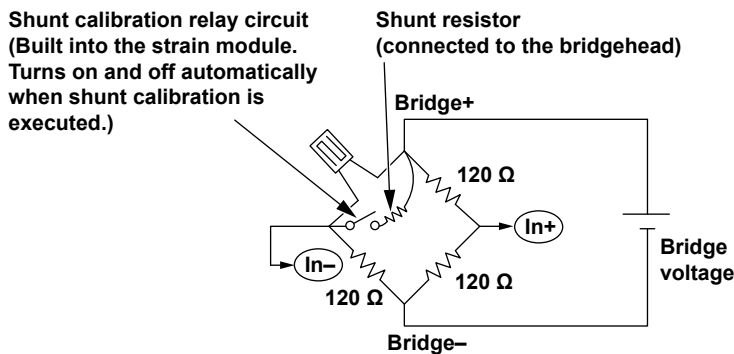 Shunt calibration relay circuit
(Built into the strain module.
Turns on and off automatically
when shunt calibration is
executed.)
Shunt resistor
(connected to the bridgehead)
Bridge+
120 Ω
In+
Bridge
voltage
In–
120 Ω
120 Ω
Bridge–